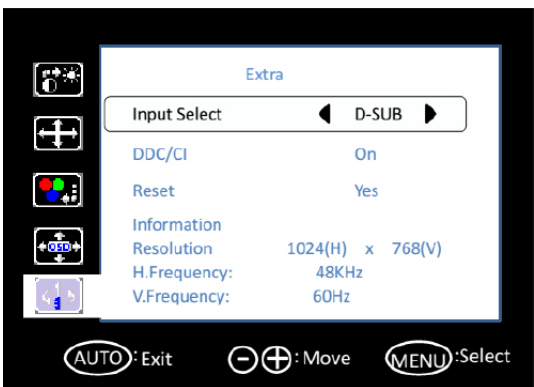 Extra
Input Select D-SUB
DDC/CI On
Reset Yes
Information
Resolution 1024(H) x 768(V)
H.Frequency: 48KHz
V.Frequency: 60Hz
OSD
AUTO: Exit -+: Move MENU:Select